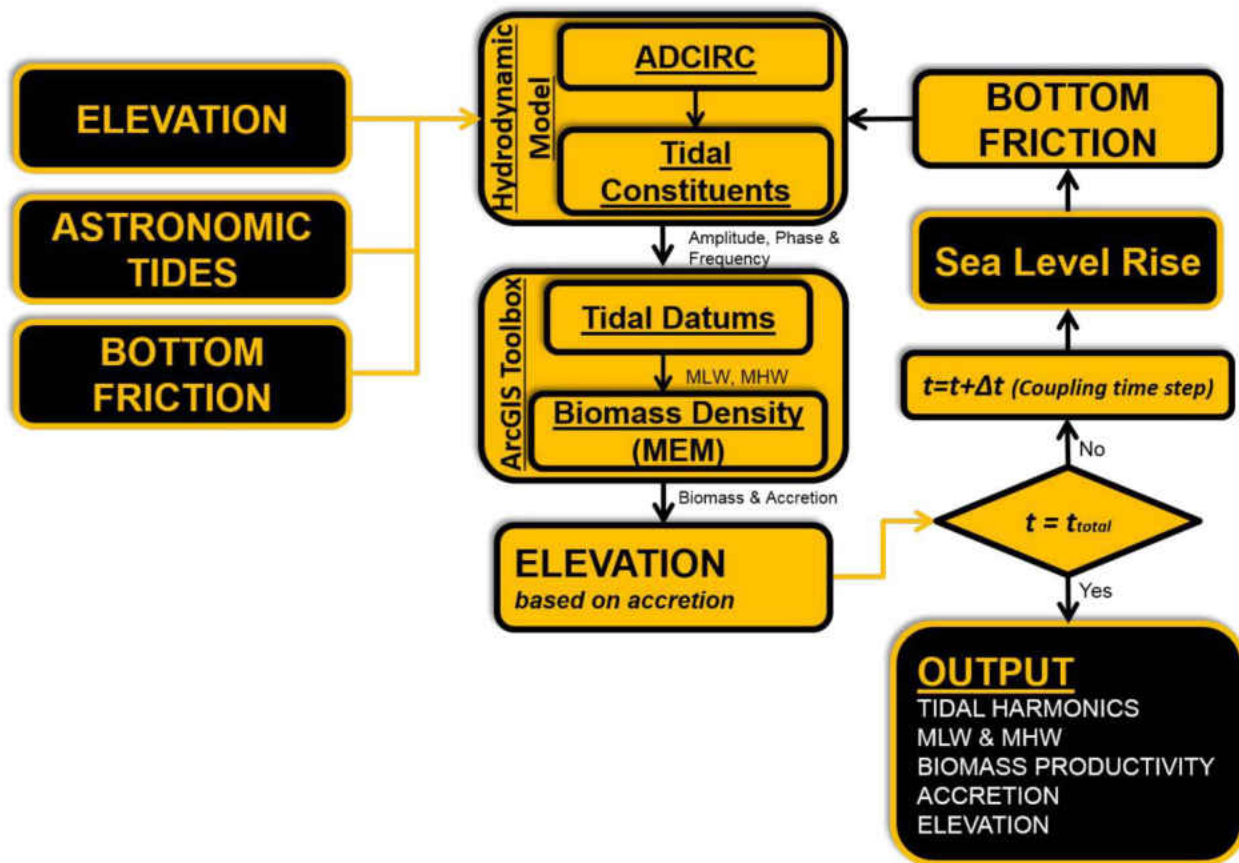 ELEVATION
ASTRONOMIC
TIDES
BOTTOM
FRICTION
Hydrodynamic
Model
ADCIRC
Tidal
Constituents
Amplitude, Phase &
Frequency
ArcGIS Toolbox
Tidal Datums
MLW, MHW
Biomass Density
(MEM)
Biomass & Accretion
ELEVATION
based on accretion
BOTTOM
FRICTION
Sea Level Rise
t=t+Δt (Coupling time step)
No
t = ttotal
Yes
OUTPUT
TIDAL HARMONICS
MLW & MHW
BIOMASS PRODUCTIVITY
ACCRETION
ELEVATION